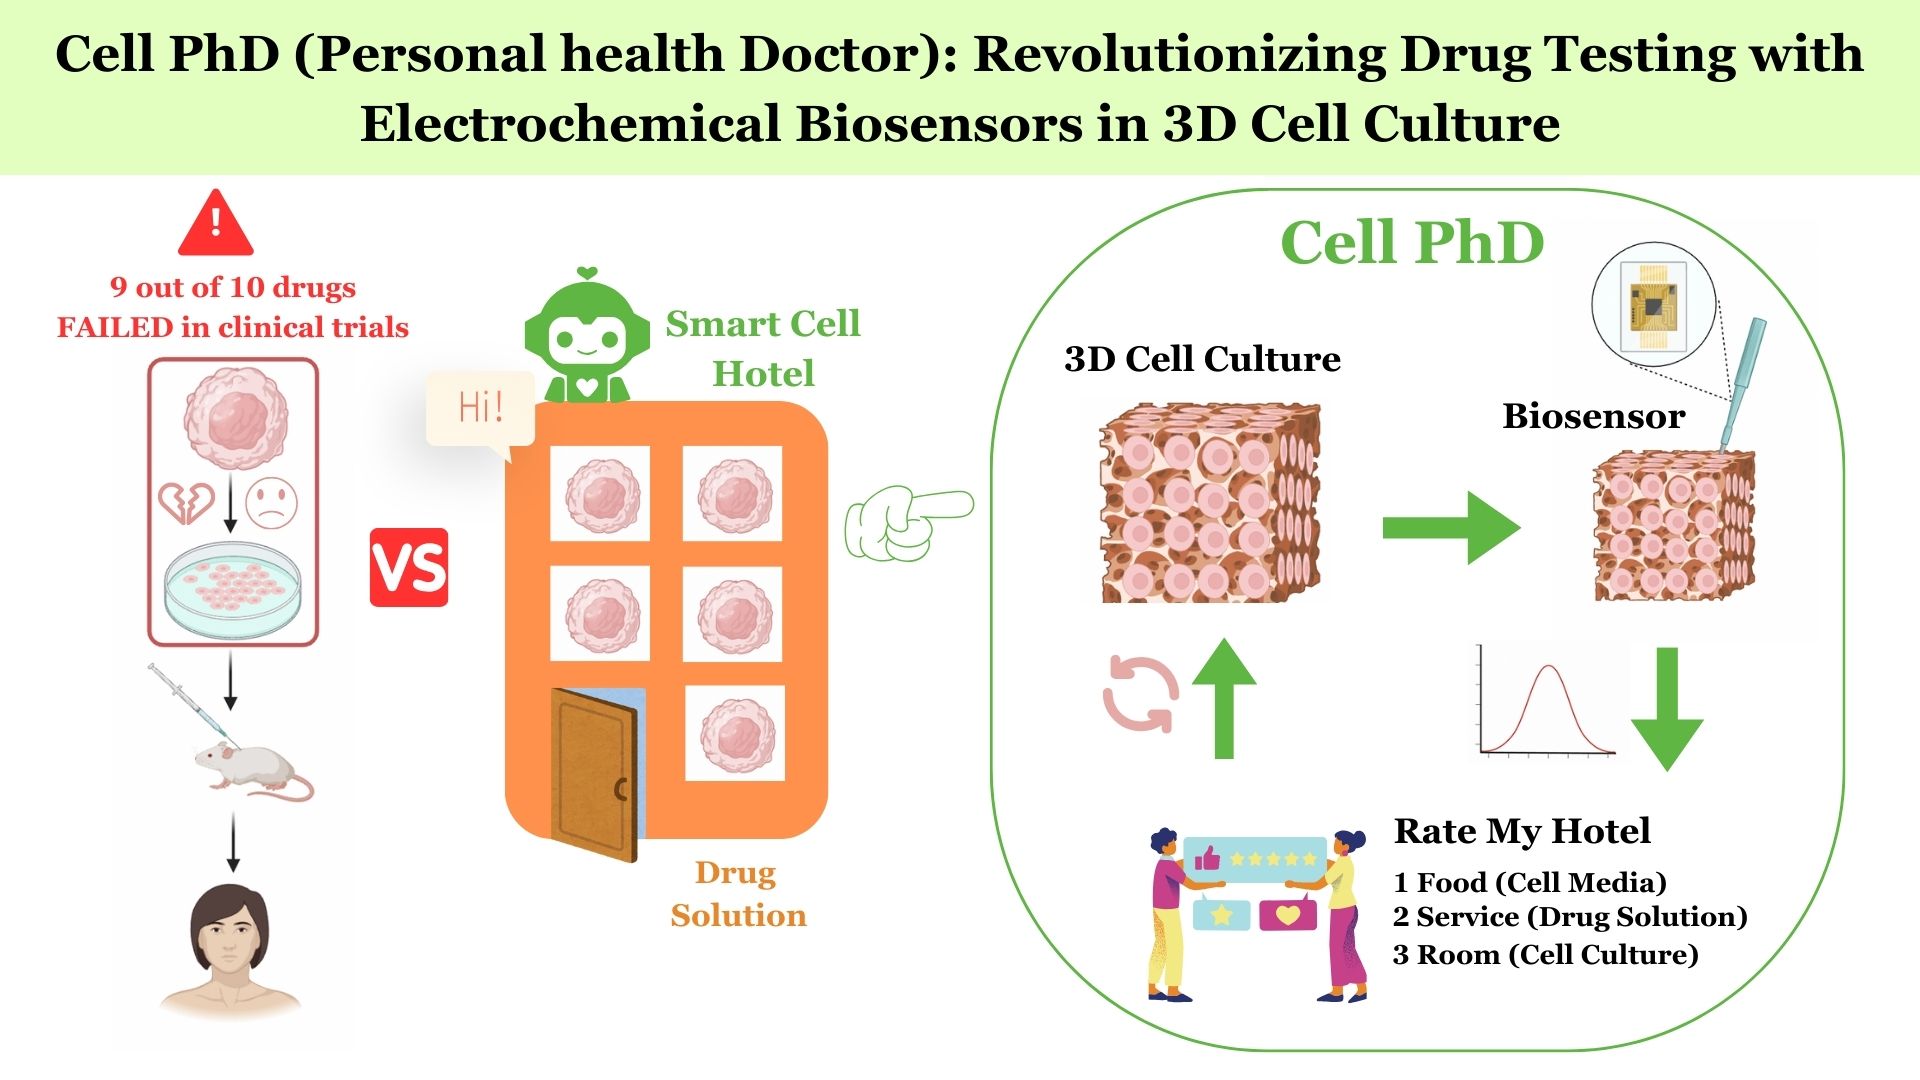 Cell PhD (Personal health Doctor): Revolutionizing Drug Testing with
Electrochemical Biosensors in 3D Cell Culture
!
9 out of 10 drugs
FAILED in clinical trials
VS
Hi!
Smart Cell
Hotel
Drug
Solution
Cell PhD
3D Cell Culture
Biosensor
Rate My Hotel
1 Food (Cell Media)
2 Service (Drug Solution)
3 Room (Cell Culture)